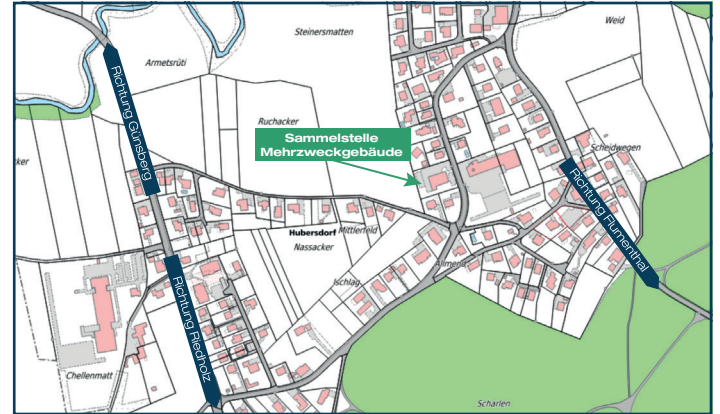 Steinersmatten
Weid
Armetsrüti
Richtung Günsberg
Ruchacker
Sammelstelle
Mehrzweckgebäude
Scheidwegen
cker
Richtung Flumenthal
Hubersdorf
Mittlerfeld
Nassacker
Allmend
Ischlag
Richtung Riedholz
Chellenmatt
Scharlen